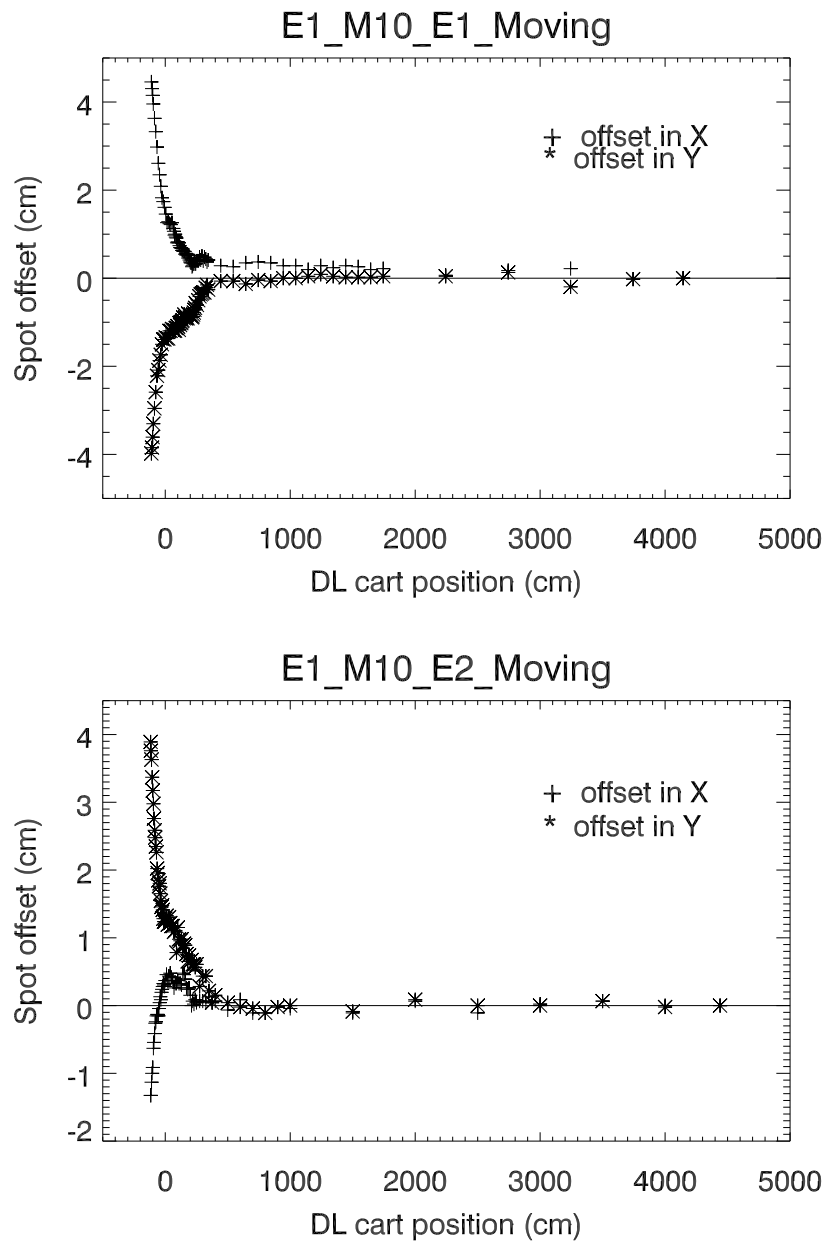 E1_M10_E1_Moving
4
+ offset in X
* offset in Y
2
0
-2
-4
Spot offset (cm)
0 1000 2000 3000 4000 5000
DL cart position (cm)
E1_M10_E2_Moving
4
+ offset in X
3
* offset in Y
2
1
0
-1
-2
Spot offset (cm)
0 1000 2000 3000 4000 5000
DL cart position (cm)